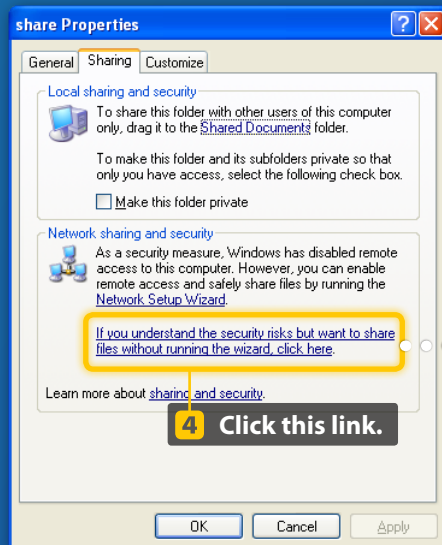 share Properties
General Sharing Customize
Local sharing and security
To share this folder with other users of this computer
only, drag it to the Shared Documents folder.
To make this folder and its subfolders private so that
only you have access, select the following check box.
Make this folder private
Network sharing and security
As a security measure, Windows has disabled remote
access to this computer. However, you can enable
remote access and safely share files by running the
Network Setup Wizard.
If you understand the security risks but want to share
files without running the wizard, click here.
Learn more about sharing and security.
4 Click this link.
OK Cancel Apply